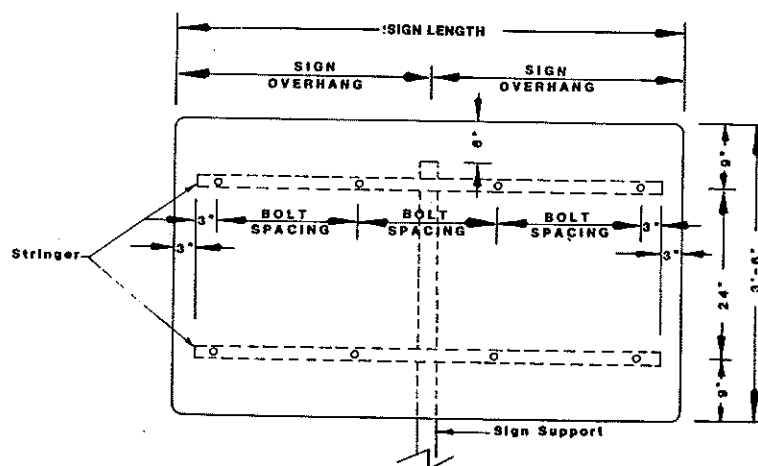 SIGN LENGTH
SIGN OVERHANG
SIGN OVERHANG
6"
9"
3"
BOLT SPACING
BOLT SPACING
BOLT SPACING
3"
3"
3"
Stringer
24"
3'-6"
9"
Sign Support